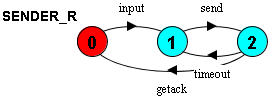 input
send
SENDER_R
0
1
2
timeout
getack